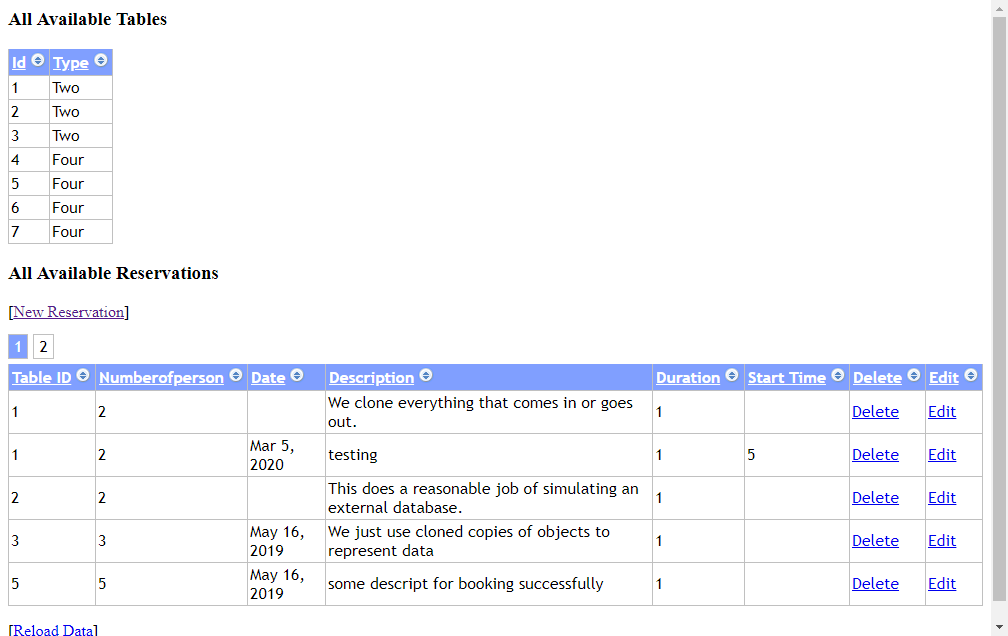 All Available Tables
Id Type
1 Two
2 Two
3 Two
4 Four
5 Four
6 Four
7 Four
All Available Reservations
[New Reservation]
1 2
Table ID Numberofperson Date Description Duration Start Time Delete Edit
1 2 We clone everything that comes in or goes out. 1 Delete Edit
1 2 Mar 5, 2020 testing 1 5 Delete Edit
2 2 This does a reasonable job of simulating an external database. 1 Delete Edit
3 3 May 16, 2019 We just use cloned copies of objects to represent data 1 Delete Edit
5 5 May 16, 2019 some descript for booking successfully 1 Delete Edit
[Reload Data]